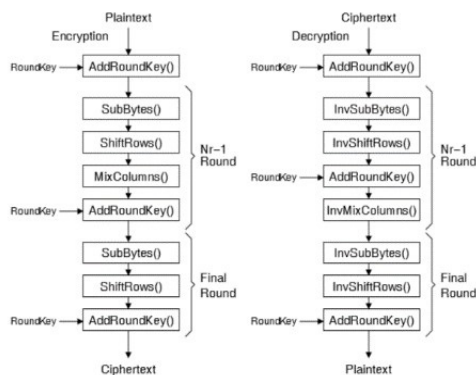 Plaintext
Encryption
RoundKey
AddRoundKey()
SubBytes()
ShiftRows()
MixColumns()
RoundKey
AddRoundKey()
Nr-1
Round
SubBytes()
ShiftRows()
RoundKey
AddRoundKey()
Final
Round
Ciphertext
Ciphertext
Decryption
RoundKey
AddRoundKey()
InvSubBytes()
InvShiftRows()
RoundKey
AddRoundKey()
InvMixColumns()
Nr-1
Round
InvSubBytes()
InvShiftRows()
RoundKey
AddRoundKey()
Final
Round
Plaintext